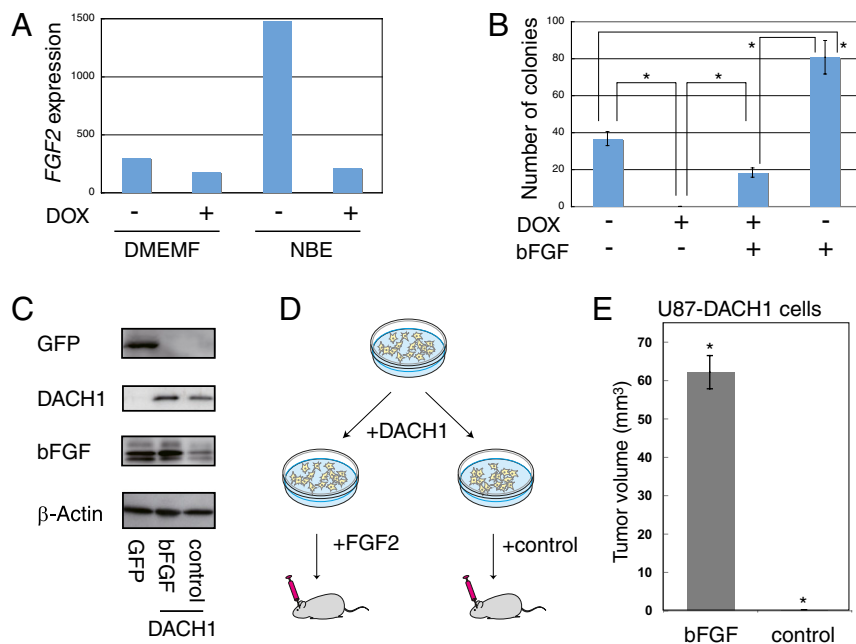 A
FGF2 expression
1500
1000
500
0
DOX - + - +
DMEMF NBE
B
Number of colonies
100
80
60
40
20
0
* *
* *
DOX - + + -
bFGF - - + +
C
GFP
DACH1
bFGF
β-Actin
GFP
bFGF
control
DACH1
D
+DACH1
+FGF2
+control
E
U87-DACH1 cells
Tumor volume (mm³)
70
60
50
40
30
20
10
0
*
*
bFGF control